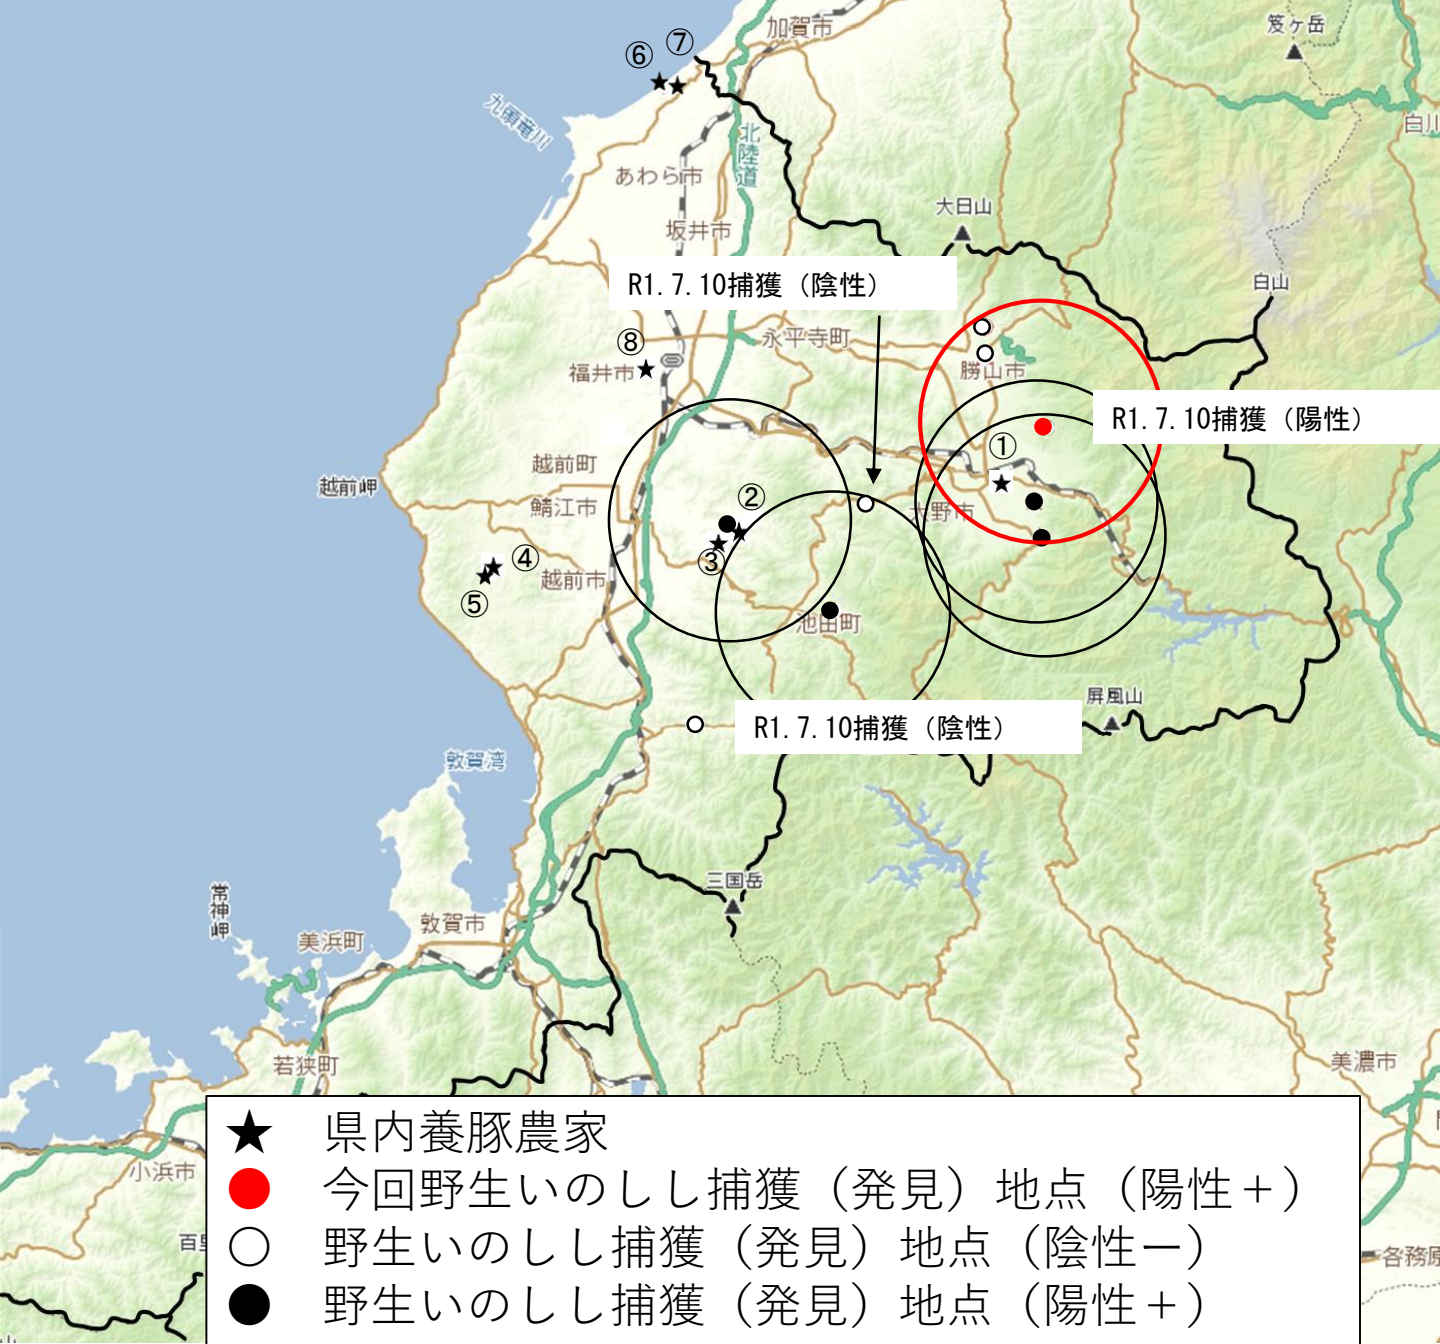 加賀市
笈ヶ岳
⑥
⑦
九頭竜川
北陸道
白川
あわら市
大日山
坂井市
R1.7.10捕獲（陰性）
白山
永平寺町
⑧
福井市
勝山市
R1.7.10捕獲（陽性）
①
越前町
越前岬
②
鯖江市
大野市
③
④
越前市
⑤
池田町
屏風山
R1.7.10捕獲（陰性）
敦賀湾
三国岳
常神岬
敦賀市
美浜町
若狭町
美濃市
小浜市
★ 県内養豚農家
● 今回野生いのしし捕獲（発見）地点（陽性＋）
○ 野生いのしし捕獲（発見）地点（陰性ー）
● 野生いのしし捕獲（発見）地点（陽性＋）
各務原